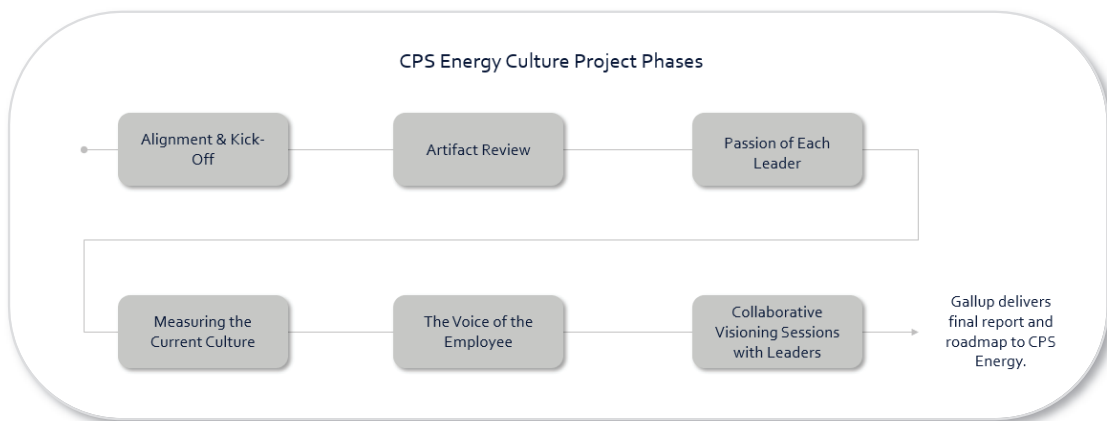 CPS Energy Culture Project Phases
Alignment & Kick-
Off
Artifact Review
Passion of Each
Leader
Measuring the
Current Culture
The Voice of the
Employee
Collaborative
Visioning Sessions
with Leaders
Gallup delivers
final report and
roadmap to CPS
Energy.